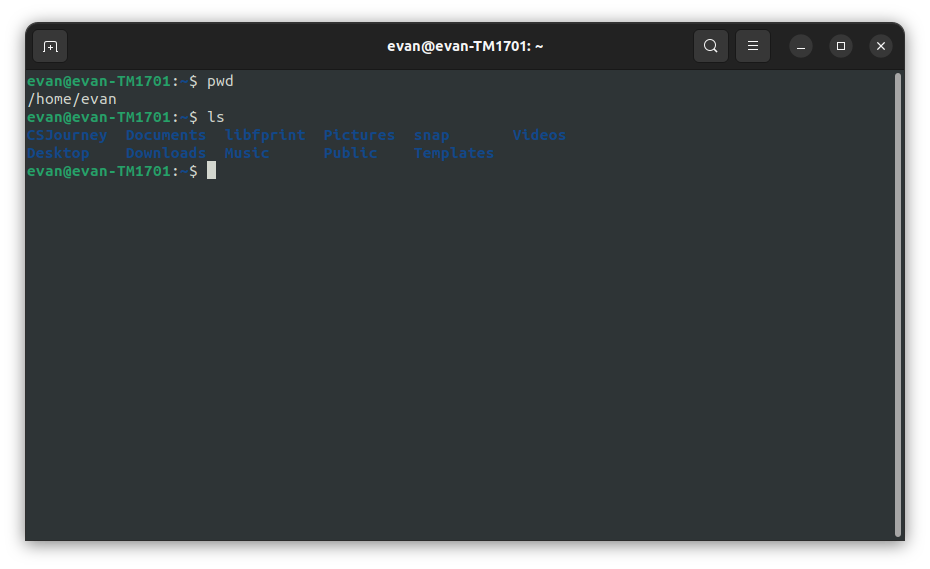 evan@evan-TM1701: ~
evan@evan-TM1701:~$ pwd
/home/evan
evan@evan-TM1701:~$ ls
CSJourney  Documents  libfprint  Pictures  snap       Videos
Desktop    Downloads  Music      Public    Templates
evan@evan-TM1701:~$